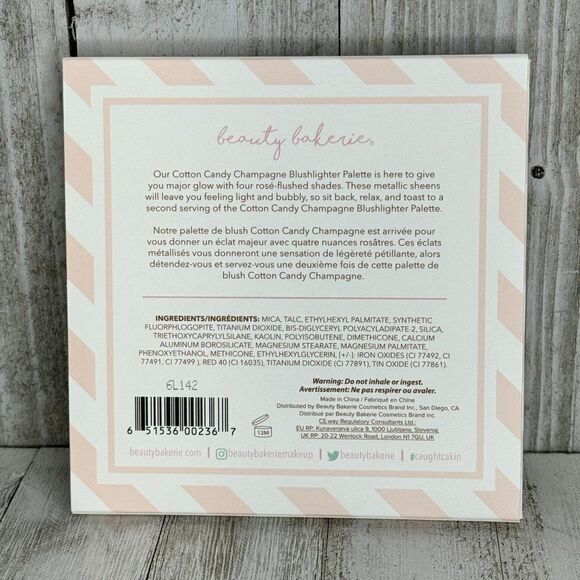 beauty bakerie®
Our Cotton Candy Champagne Blushlighter Palette is here to give
you major glow with four rosé-flushed shades. These metallic sheens
will leave you feeling light and bubbly, so sit back, relax, and toast to a
second serving of the Cotton Candy Champagne Blushlighter Palette.
Notre palette de blush Cotton Candy Champagne est arrivée pour
vous donner un éclat majeur avec quatre nuances rosâtres. Ces éclats
métallisés vous donneront une sensation de légèreté pétillante, alors
détendez-vous et servez-vous une deuxième fois de cette palette de
blush Cotton Candy Champagne.
INGREDIENTS/INGRÉDIENTS: MICA, TALC, ETHYLHEXYL PALMITATE, SYNTHETIC
FLUORPHLOGOPITE, TITANIUM DIOXIDE, BIS-DIGLYCERYL POLYACYLADIPATE-2, SILICA,
TRIETHOXYCAPRYLYLSILANE, KAOLIN, POLYISOBUTENE, DIMETHICONE, CALCIUM
ALUMINUM BOROSILICATE, MAGNESIUM STEARATE, MAGNESIUM PALMITATE,
PHENOXYETHANOL, METHICONE, ETHYLHEXYLGLYCERIN, [+/-]: IRON OXIDES (CI 77492, CI
77491, CI 77499 ), RED 40 (CI 16035), TITANIUM DIOXIDE (CI 77891), TIN OXIDE (CI 77861).
6L142
Warning: Do not inhale or ingest.
Avertissement: Ne pas respirer ou avaler.
Made in China / Fabriqué en Chine
Distributed by Beauty Bakerie Cosmetics Brand Inc., San Diego, CA
Distribué par Beauty Bakerie Cosmetics Brand Inc.
CE.way Regulatory Consultants Ltd.:
EU RP: Kunaverjeva ulica 9, 1000 Ljubljana, Slovenia;
UK RP: 20-22 Wenlock Road, London N1 7GU, UK
6 51536 00236 7
12M
beautybakerie.com | beautybakeriemakeup | beautybakerie | #caughtcakin